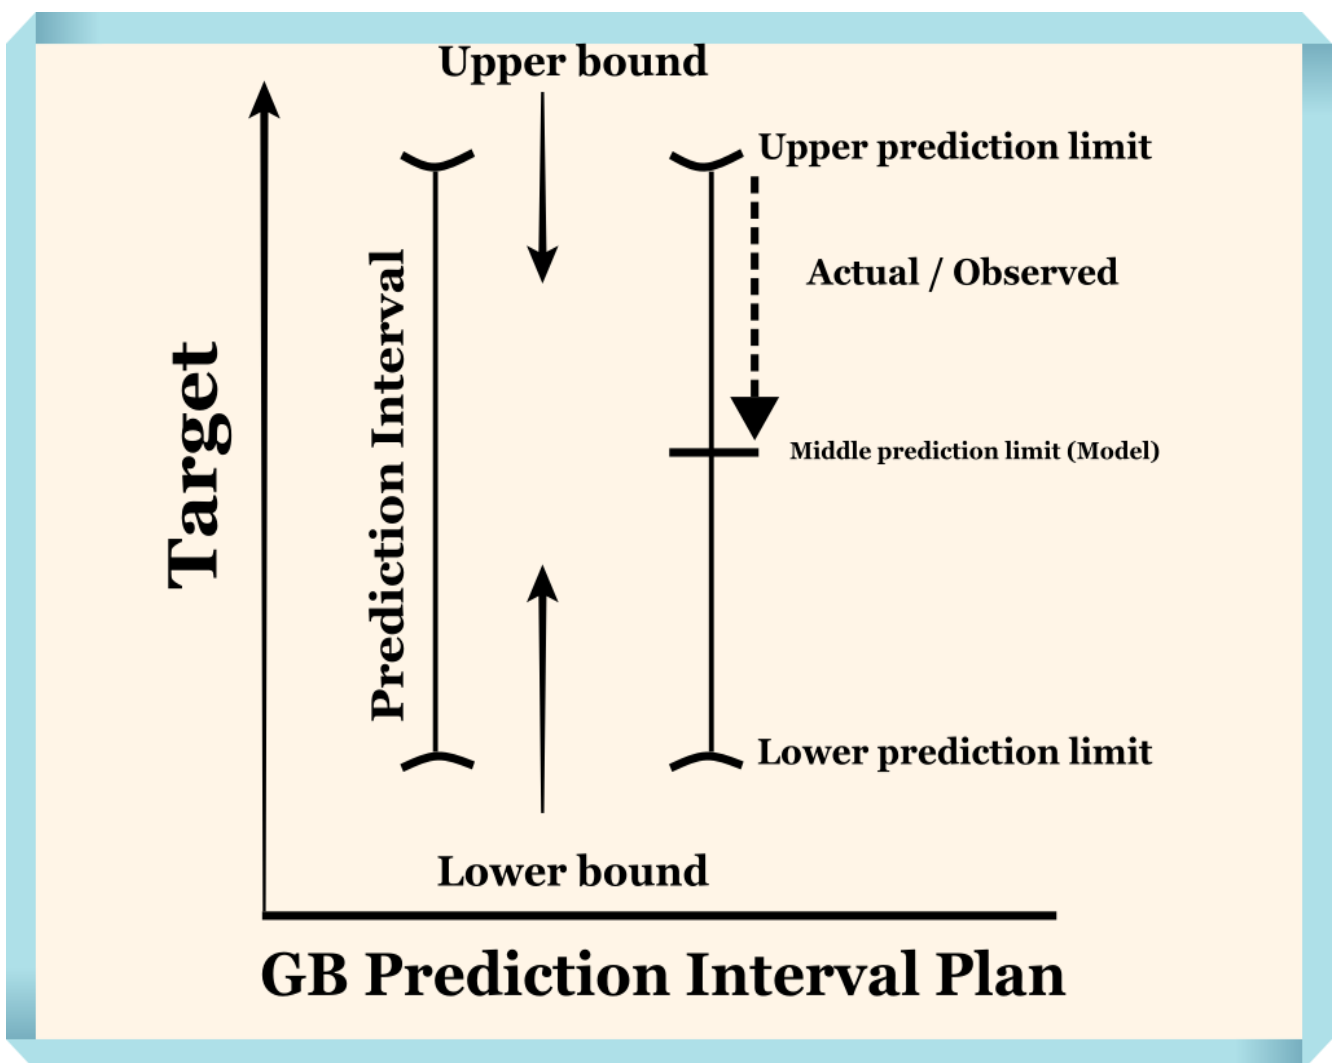 Upper bound
Upper prediction limit
Actual / Observed
Prediction Interval
Target
Middle prediction limit (Model)
Lower prediction limit
Lower bound
GB Prediction Interval Plan